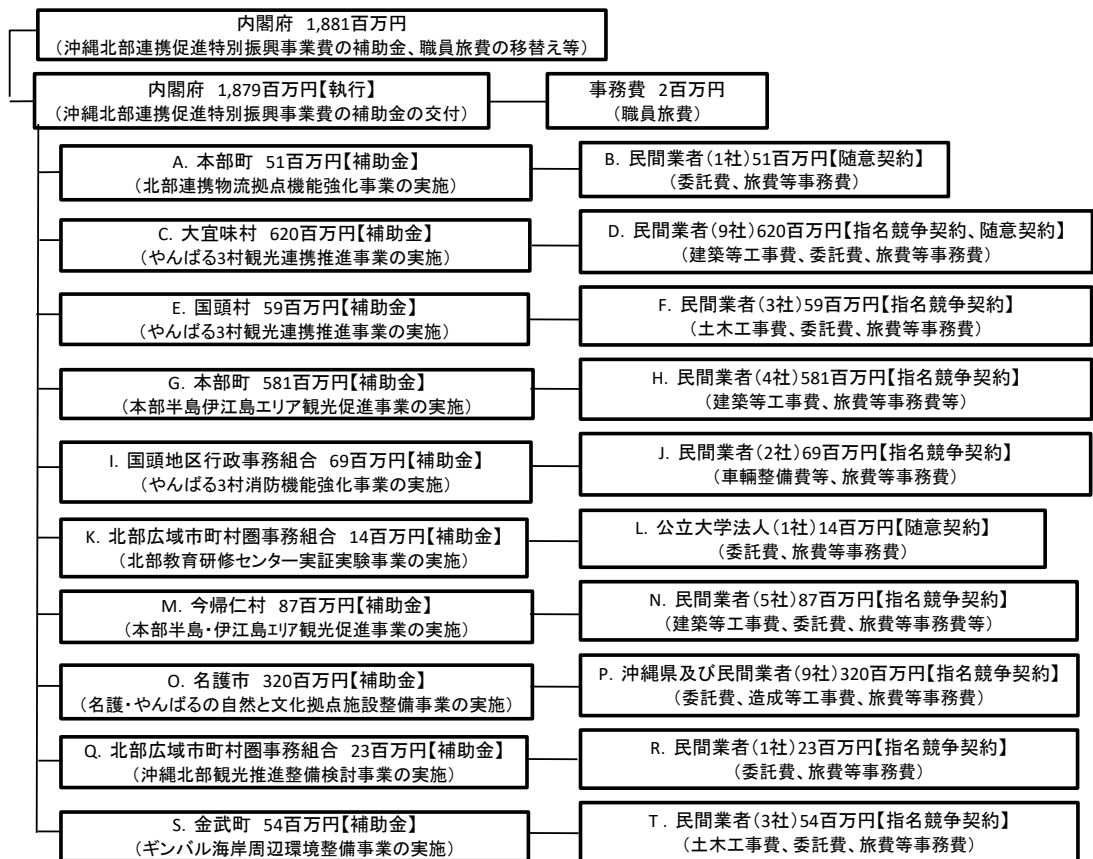 内閣府 1,881百万円
(沖縄北部連携促進特別振興事業費の補助金、職員旅費の移替え等)
内閣府 1,879百万円【執行】
(沖縄北部連携促進特別振興事業費の補助金の交付)
事務費 2百万円
(職員旅費)
A. 本部町 51百万円【補助金】
(北部連携物流拠点機能強化事業の実施)
B. 民間業者(1社)51百万円【随意契約】
(委託費、旅費等事務費)
C. 大宜味村 620百万円【補助金】
(やんばる3村観光連携推進事業の実施)
D. 民間業者(9社)620百万円【指名競争契約、随意契約】
(建築等工事費、委託費、旅費等事務費)
E. 国頭村 59百万円【補助金】
(やんばる3村観光連携推進事業の実施)
F. 民間業者(3社)59百万円【指名競争契約】
(土木工事費、委託費、旅費等事務費)
G. 本部町 581百万円【補助金】
(本部半島伊江島エリア観光促進事業の実施)
H. 民間業者(4社)581百万円【指名競争契約】
(建築等工事費、旅費等事務費等)
I. 国頭地区行政事務組合 69百万円【補助金】
(やんばる3村消防機能強化事業の実施)
J. 民間業者(2社)69百万円【指名競争契約】
(車輛整備費等、旅費等事務費)
K. 北部広域市町村圏事務組合 14百万円【補助金】
(北部教育研修センター実証実験事業の実施)
L. 公立大学法人(1社)14百万円【随意契約】
(委託費、旅費等事務費)
M. 今帰仁村 87百万円【補助金】
(本部半島・伊江島エリア観光促進事業の実施)
N. 民間業者(5社)87百万円【指名競争契約】
(建築等工事費、委託費、旅費等事務費等)
O. 名護市 320百万円【補助金】
(名護・やんばるの自然と文化拠点施設整備事業の実施)
P. 沖縄県及び民間業者(9社)320百万円【指名競争契約】
(委託費、造成等工事費、旅費等事務費)
Q. 北部広域市町村圏事務組合 23百万円【補助金】
(沖縄北部観光推進整備検討事業の実施)
R. 民間業者(1社)23百万円【指名競争契約】
(委託費、旅費等事務費)
S. 金武町 54百万円【補助金】
(ギンバル海岸周辺環境整備事業の実施)
T. 民間業者(3社)54百万円【指名競争契約】
(土木工事費、委託費、旅費等事務費)